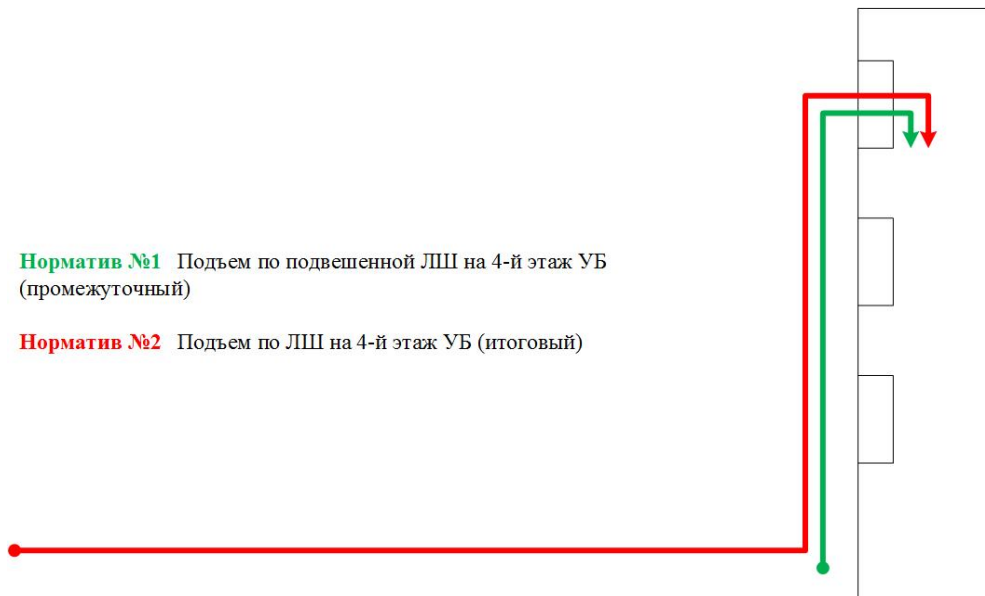 Норматив №1 Подъем по подвешенной ЛШ на 4-й этаж УБ
(промежуточный)
Норматив №2 Подъем по ЛШ на 4-й этаж УБ (итоговый)